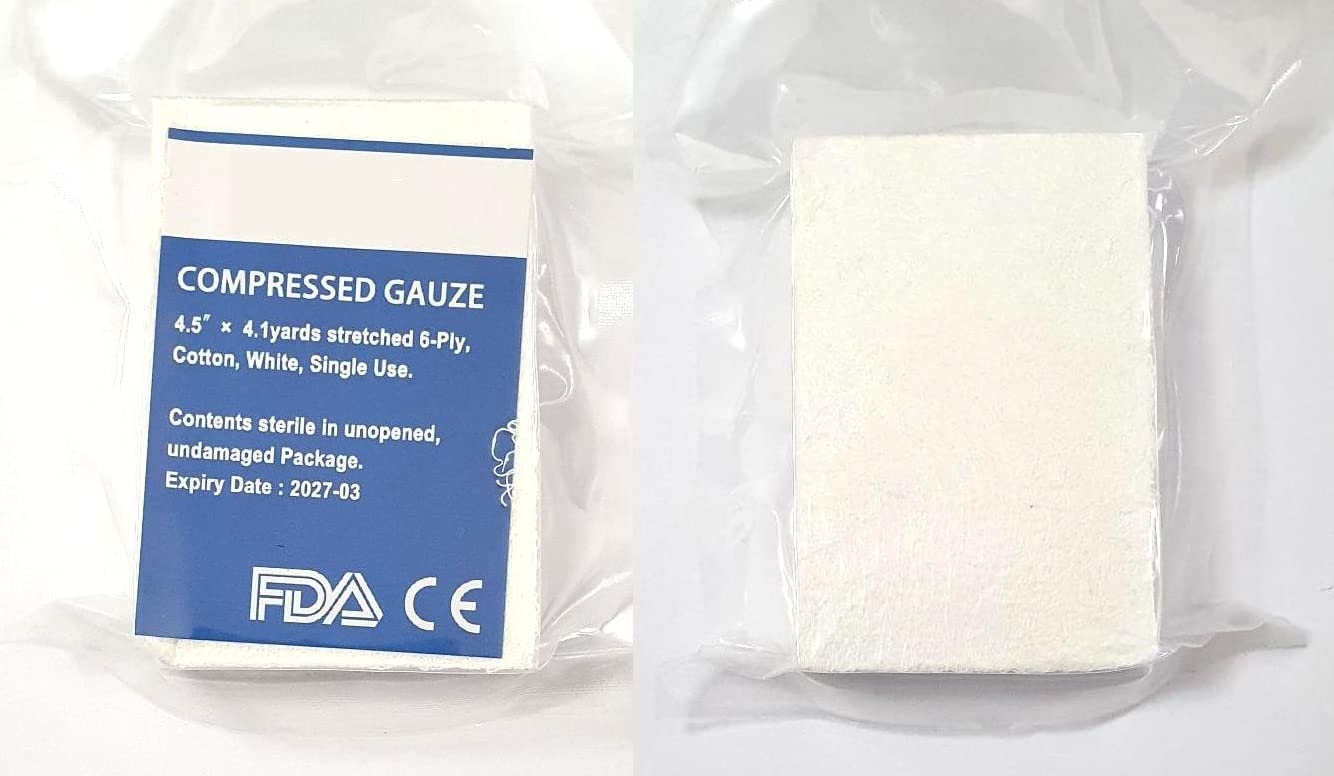 COMPRESSED GAUZE
4.5" × 4.1yards stretched 6-Ply,
Cotton, White, Single Use.
Contents sterile in unopened,
undamaged Package.
Expiry Date : 2027-03
FDA CE